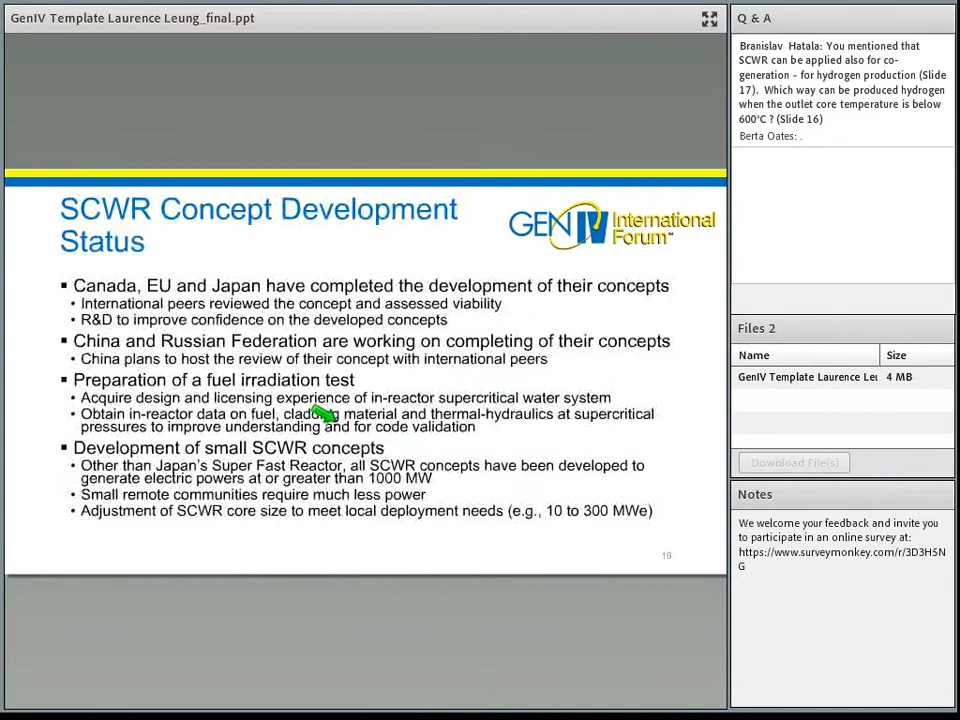 GenIV Template Laurence Leung_final.ppt
SCWR Concept Development
Status
GENIV International
Forum™
▪ Canada, EU and Japan have completed the development of their concepts
• International peers reviewed the concept and assessed viability
• R&D to improve confidence on the developed concepts
▪ China and Russian Federation are working on completing of their concepts
• China plans to host the review of their concept with international peers
▪ Preparation of a fuel irradiation test
• Acquire design and licensing experience of in-reactor supercritical water system
• Obtain in-reactor data on fuel, cladding material and thermal-hydraulics at supercritical
pressures to improve understanding and for code validation
▪ Development of small SCWR concepts
• Other than Japan's Super Fast Reactor, all SCWR concepts have been developed to
generate electric powers at or greater than 1000 MW
• Small remote communities require much less power
• Adjustment of SCWR core size to meet local deployment needs (e.g., 10 to 300 MWe)
19
Q & A
Branislav Hatala: You mentioned that
SCWR can be applied also for co-
generation – for hydrogen production (Slide
17). Which way can be produced hydrogen
when the outlet core temperature is below
600°C ? (Slide 16)
Berta Oates: .
Files 2
Name Size
GenIV Template Laurence Leu 4 MB
Download File(s)
Notes
We welcome your feedback and invite you
to participate in an online survey at:
https://www.surveymonkey.com/r/3D3H5N
G